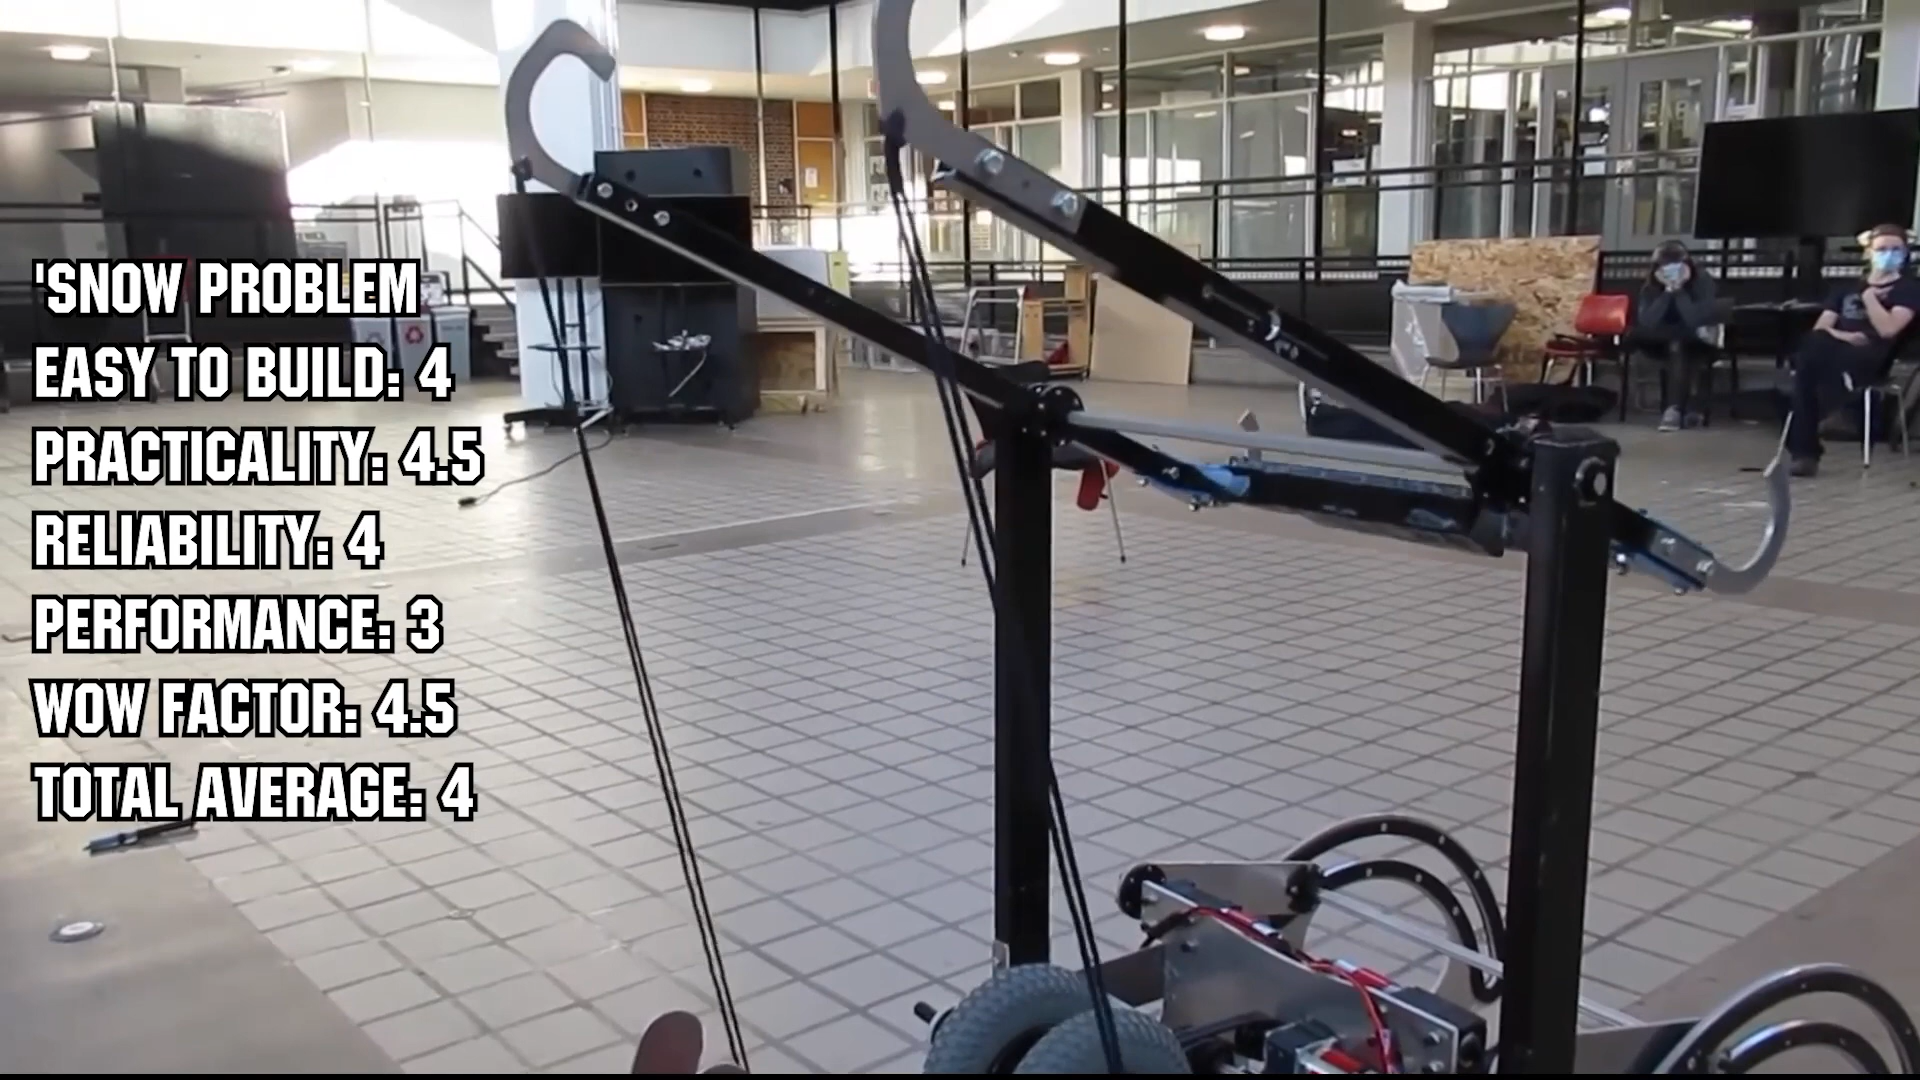 'SNOW PROBLEM
EASY TO BUILD: 4
PRACTICALITY: 4.5
RELIABILITY: 4
PERFORMANCE: 3
WOW FACTOR: 4.5
TOTAL AVERAGE: 4